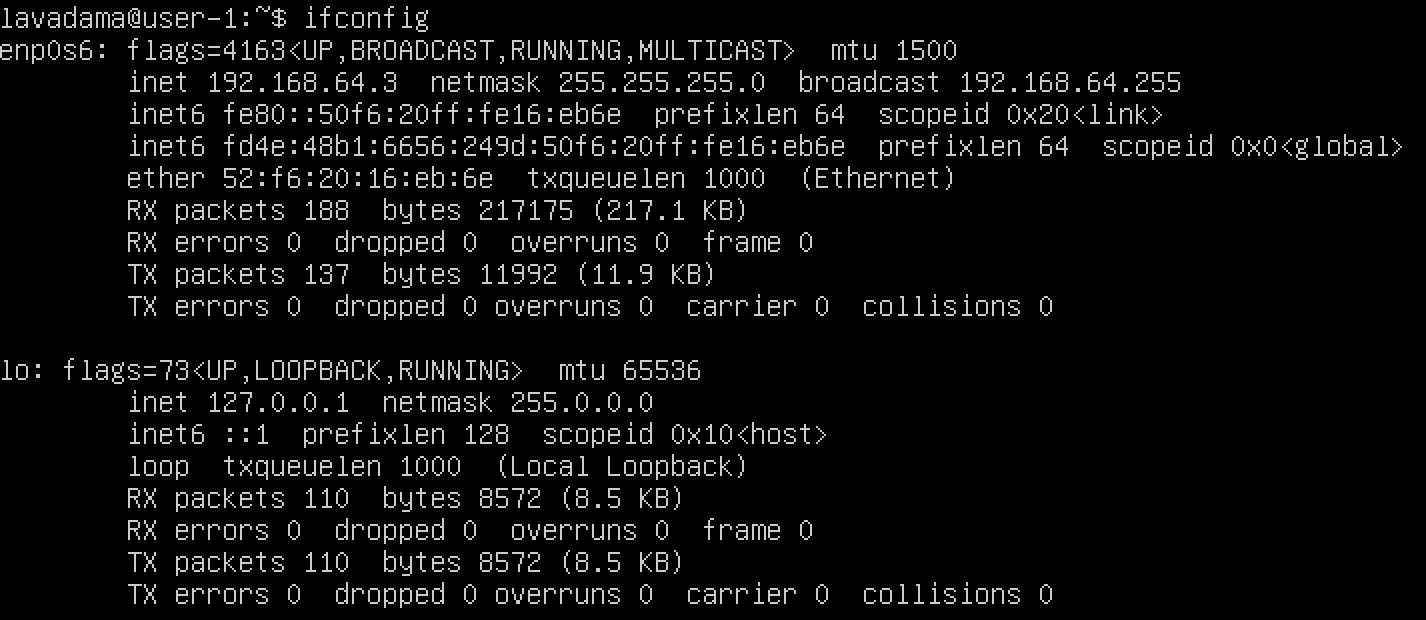 lavadama@user-1:~$ ifconfig
enp0s6: flags=4163<UP,BROADCAST,RUNNING,MULTICAST>  mtu 1500
        inet 192.168.64.3  netmask 255.255.255.0  broadcast 192.168.64.255
        inet6 fe80::50f6:20ff:fe16:eb6e  prefixlen 64  scopeid 0x20<link>
        inet6 fd4e:48b1:6656:249d:50f6:20ff:fe16:eb6e  prefixlen 64  scopeid 0x0<global>
        ether 52:f6:20:16:eb:6e  txqueuelen 1000  (Ethernet)
        RX packets 188  bytes 217175 (217.1 KB)
        RX errors 0  dropped 0  overruns 0  frame 0
        TX packets 137  bytes 11992 (11.9 KB)
        TX errors 0  dropped 0 overruns 0  carrier 0  collisions 0

lo: flags=73<UP,LOOPBACK,RUNNING>  mtu 65536
        inet 127.0.0.1  netmask 255.0.0.0
        inet6 ::1  prefixlen 128  scopeid 0x10<host>
        loop  txqueuelen 1000  (Local Loopback)
        RX packets 110  bytes 8572 (8.5 KB)
        RX errors 0  dropped 0  overruns 0  frame 0
        TX packets 110  bytes 8572 (8.5 KB)
        TX errors 0  dropped 0 overruns 0  carrier 0  collisions 0